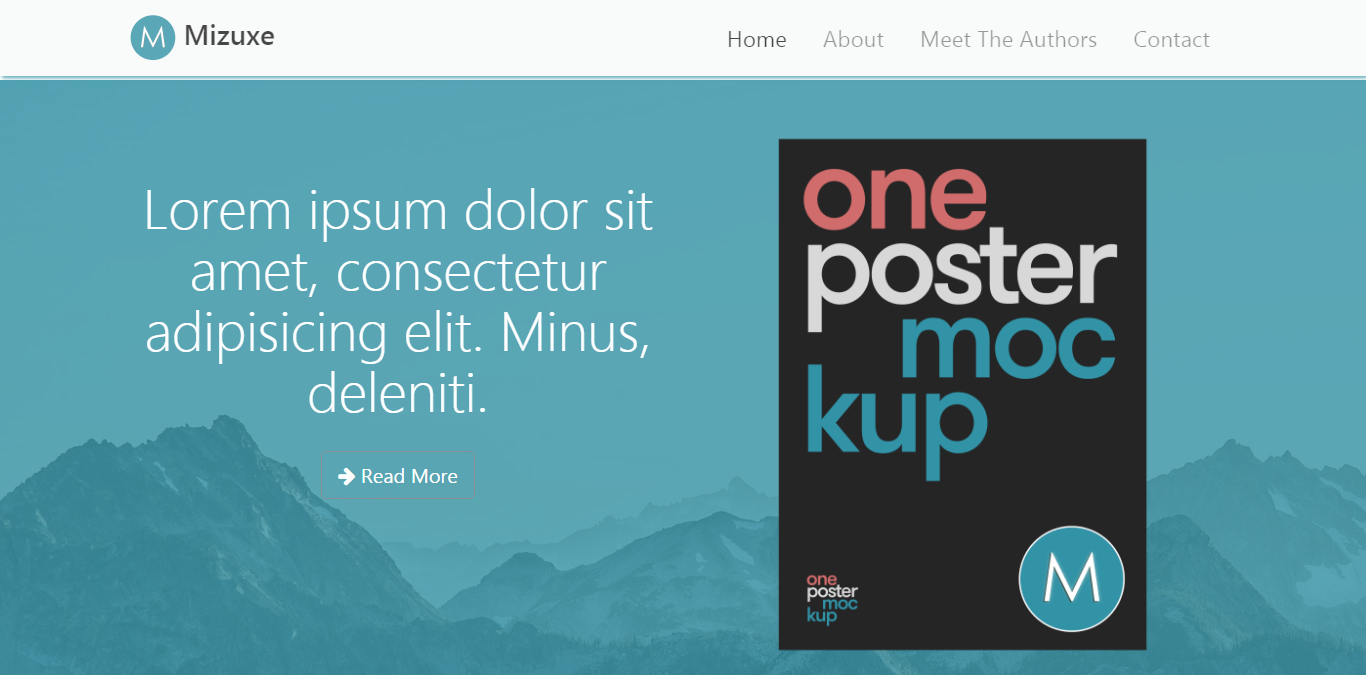 M Mizuxe
Home About Meet The Authors Contact
Lorem ipsum dolor sit
amet, consectetur
adipisicing elit. Minus,
deleniti.
Read More
one
poster
moc
kup
one
poster
moc
kup
M